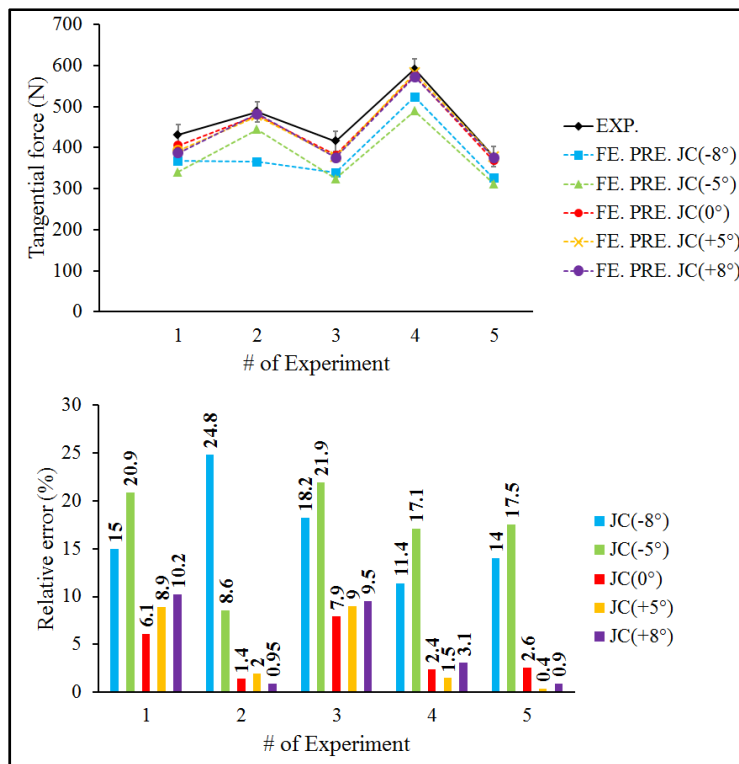 700
600
500
400
300
200
100
0
Tangential force (N)
1 2 3 4 5
# of Experiment
EXP.
FE. PRE. JC(-8°)
FE. PRE. JC(-5°)
FE. PRE. JC(0°)
FE. PRE. JC(+5°)
FE. PRE. JC(+8°)
30
25
20
15
10
5
0
Relative error (%)
15 20.9 6.1 8.9 10.2
24.8 8.6 1.4 2 0.95
18.2 21.9 7.9 9 9.5
11.4 17.1 2.4 1.5 3.1
14 17.5 2.6 0.4 0.9
1 2 3 4 5
# of Experiment
JC(-8°)
JC(-5°)
JC(0°)
JC(+5°)
JC(+8°)